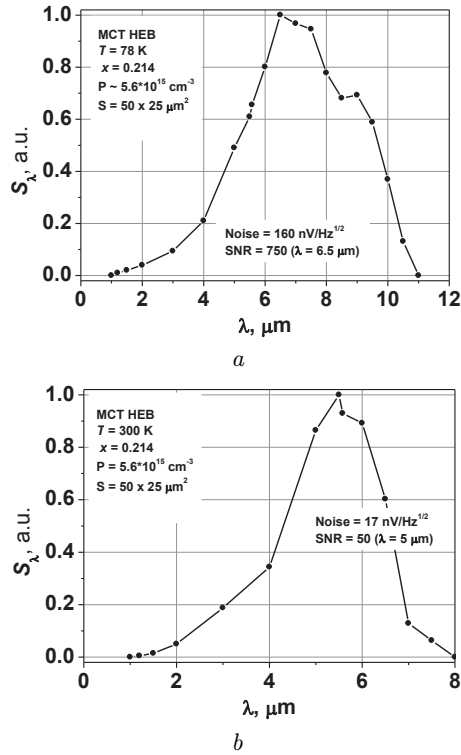 1.0
0.8
0.6
0.4
0.2
0.0
S_λ, a.u.
MCT HEB
T = 78 K
x = 0.214
P ~ 5.6*10^15 cm^-3
S = 50 x 25 μm^2
Noise = 160 nV/Hz^1/2
SNR = 750 (λ = 6.5 μm)
0 2 4 6 8 10 12
λ, μm
a
1.0
0.8
0.6
0.4
0.2
0.0
S_λ, a.u.
MCT HEB
T = 300 K
x = 0.214
P = 5.6*10^15 cm^-3
S = 50 x 25 μm^2
Noise = 17 nV/Hz^1/2
SNR = 50 (λ = 5 μm)
0 2 4 6 8
λ, μm
b